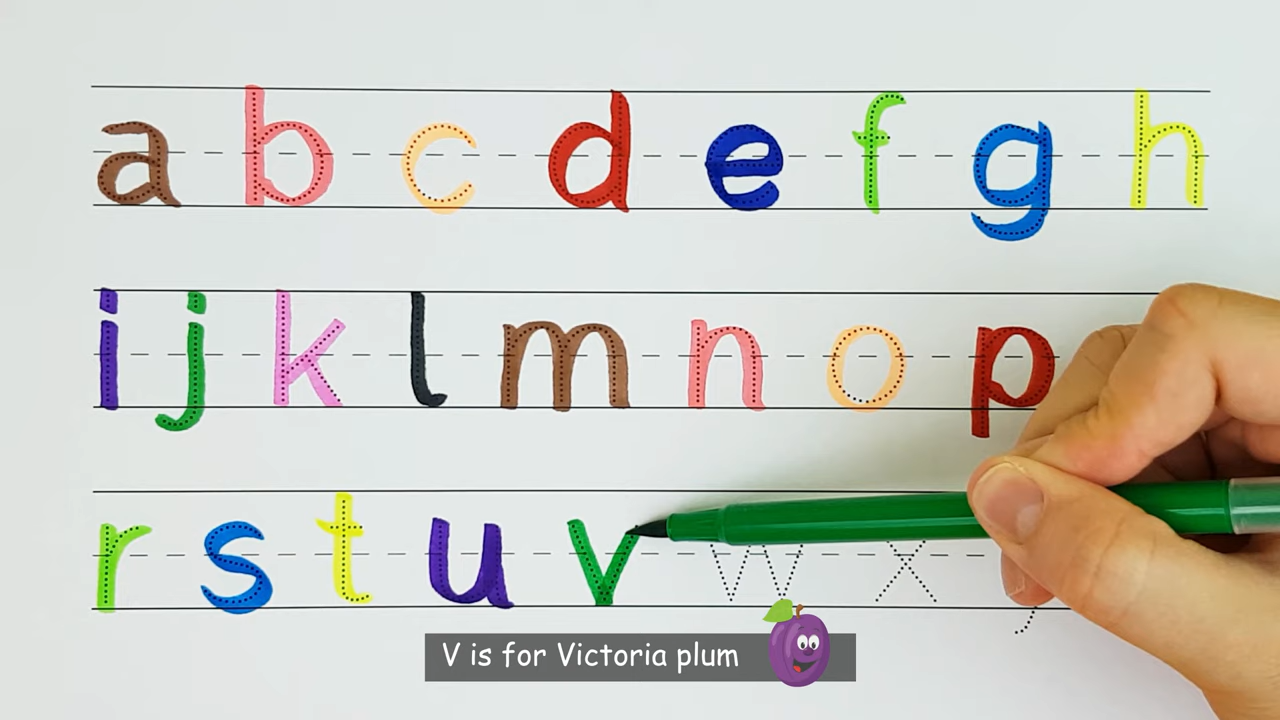 a b c d e f g h
i j k l m n o p
r s t u v w x
V is for Victoria plum